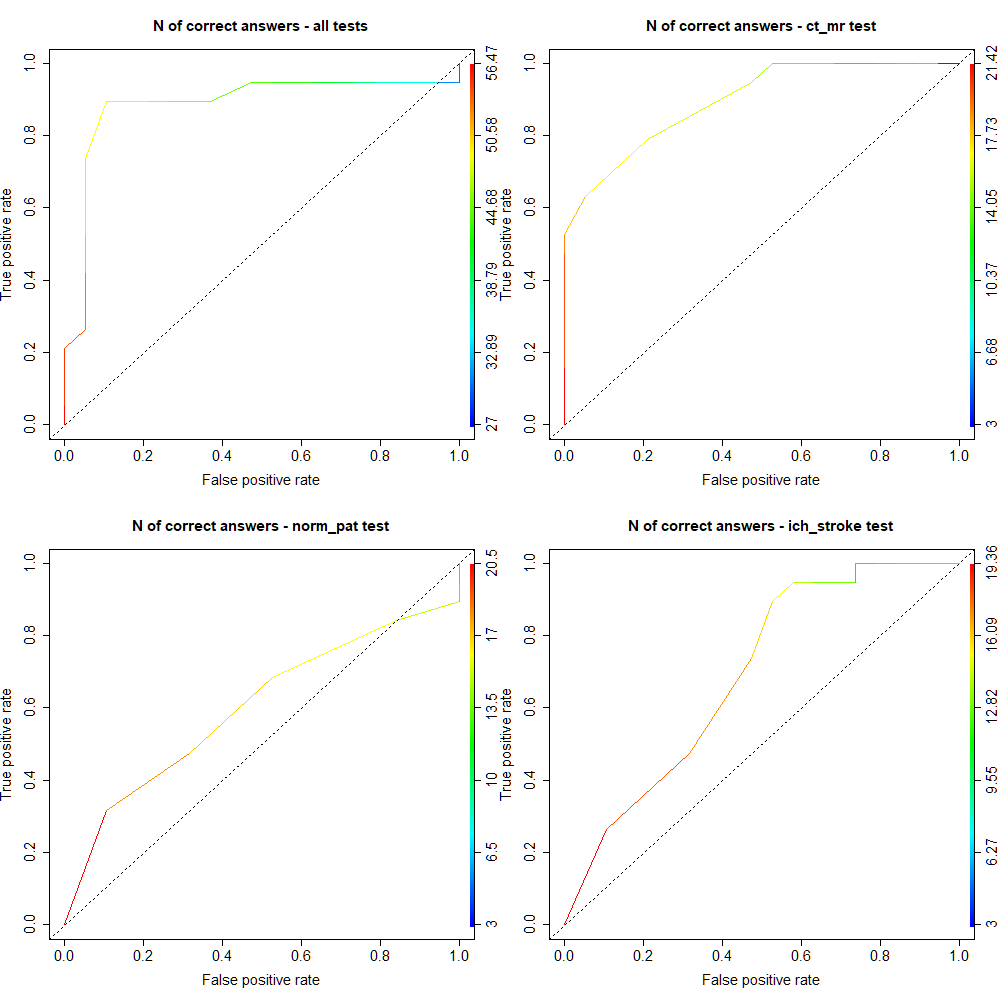 N of correct answers - all tests
True positive rate
0.0 0.2 0.4 0.6 0.8 1.0
0.0 0.2 0.4 0.6 0.8 1.0
False positive rate
27 32.89 38.79 44.68 50.58 56.47
N of correct answers - ct_mr test
True positive rate
0.0 0.2 0.4 0.6 0.8 1.0
0.0 0.2 0.4 0.6 0.8 1.0
False positive rate
3 6.68 10.37 14.05 17.73 21.42
N of correct answers - norm_pat test
True positive rate
0.0 0.2 0.4 0.6 0.8 1.0
0.0 0.2 0.4 0.6 0.8 1.0
False positive rate
3 6.5 10 13.5 17 20.5
N of correct answers - ich_stroke test
True positive rate
0.0 0.2 0.4 0.6 0.8 1.0
0.0 0.2 0.4 0.6 0.8 1.0
False positive rate
3 6.27 9.55 12.82 16.09 19.36